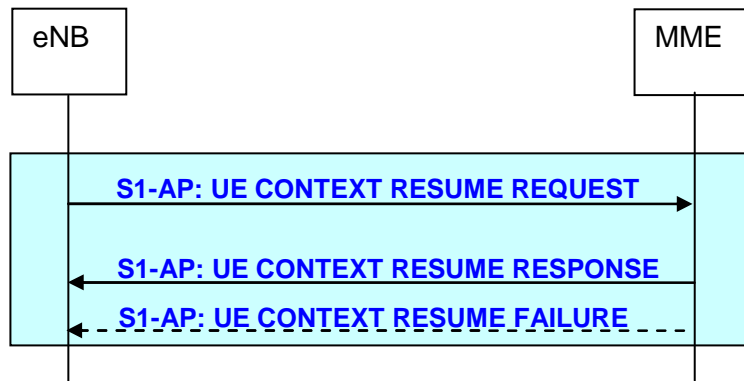 eNB
MME
S1-AP: UE CONTEXT RESUME REQUEST
S1-AP: UE CONTEXT RESUME RESPONSE
S1-AP: UE CONTEXT RESUME FAILURE